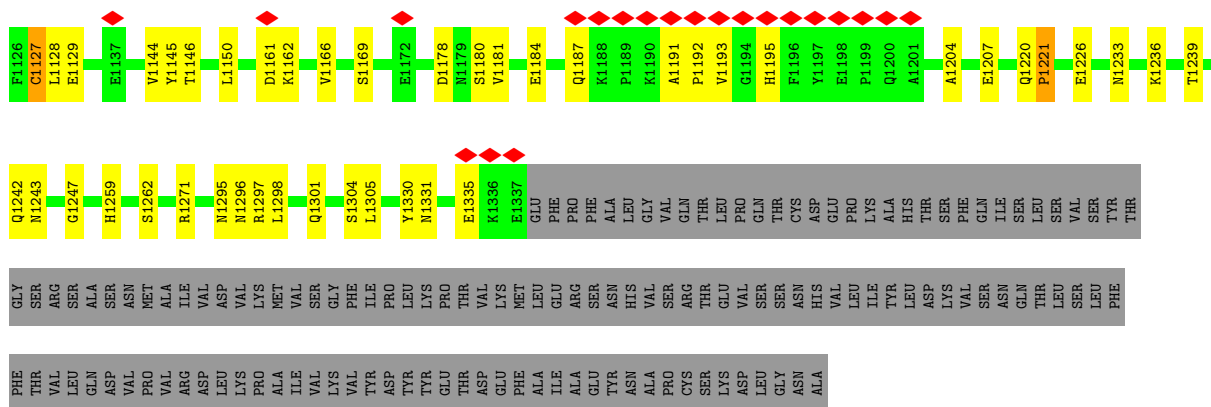 F1126 C1127 L1128 E1129 E1137 V1144 Y1145 T1146 L1150 D1161 K1162 V1166 S1169 E1172 D1178 N1179 S1180 V1181 E1184 Q1187 K1188 P1189 K1190 A1191 P1192 V1193 G1194 H1195 F1196 Y1197 E1198 P1199 Q1200 A1201 A1204 E1207 Q1220 P1221 E1226 N1233 K1236 T1239
Q1242 N1243 G1247 H1259 S1262 R1271 N1295 N1296 R1297 L1298 Q1301 S1304 L1305 Y1330 N1331 E1335 K1336 E1337 GLU PHE PRO PHE ALA LEU GLY VAL GLN THR LEU PRO GLN THR CYS ASP GLU PRO LYS ALA HIS THR SER PHE GLN ILE SER LEU SER VAL SER TYR THR
GLY SER ARG SER ALA SER ASN MET ALA ILE VAL ASP VAL LYS MET VAL SER GLY PHE ILE PRO LEU LYS PRO THR VAL LYS MET LEU GLU ARG SER ASN HIS VAL SER ARG THR GLU VAL SER SER ASN HIS VAL LEU ILE TYR LEU ASP LYS VAL SER ASN GLN THR LEU SER LEU PHE
PHE THR VAL LEU GLN ASP VAL PRO VAL ARG ASP LEU LYS PRO ALA ILE VAL LYS VAL TYR ASP TYR TYR GLU THR ASP GLU PHE ALA ILE ALA GLU TYR ASN ALA PRO CYS SER LYS ASP LEU GLY ASN ALA